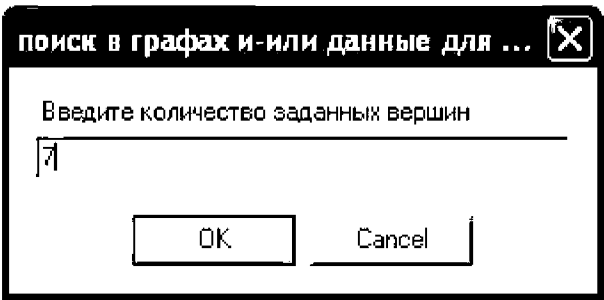 поиск в графах и-или данные для ...
Введите количество заданных вершин
7
OK
Cancel